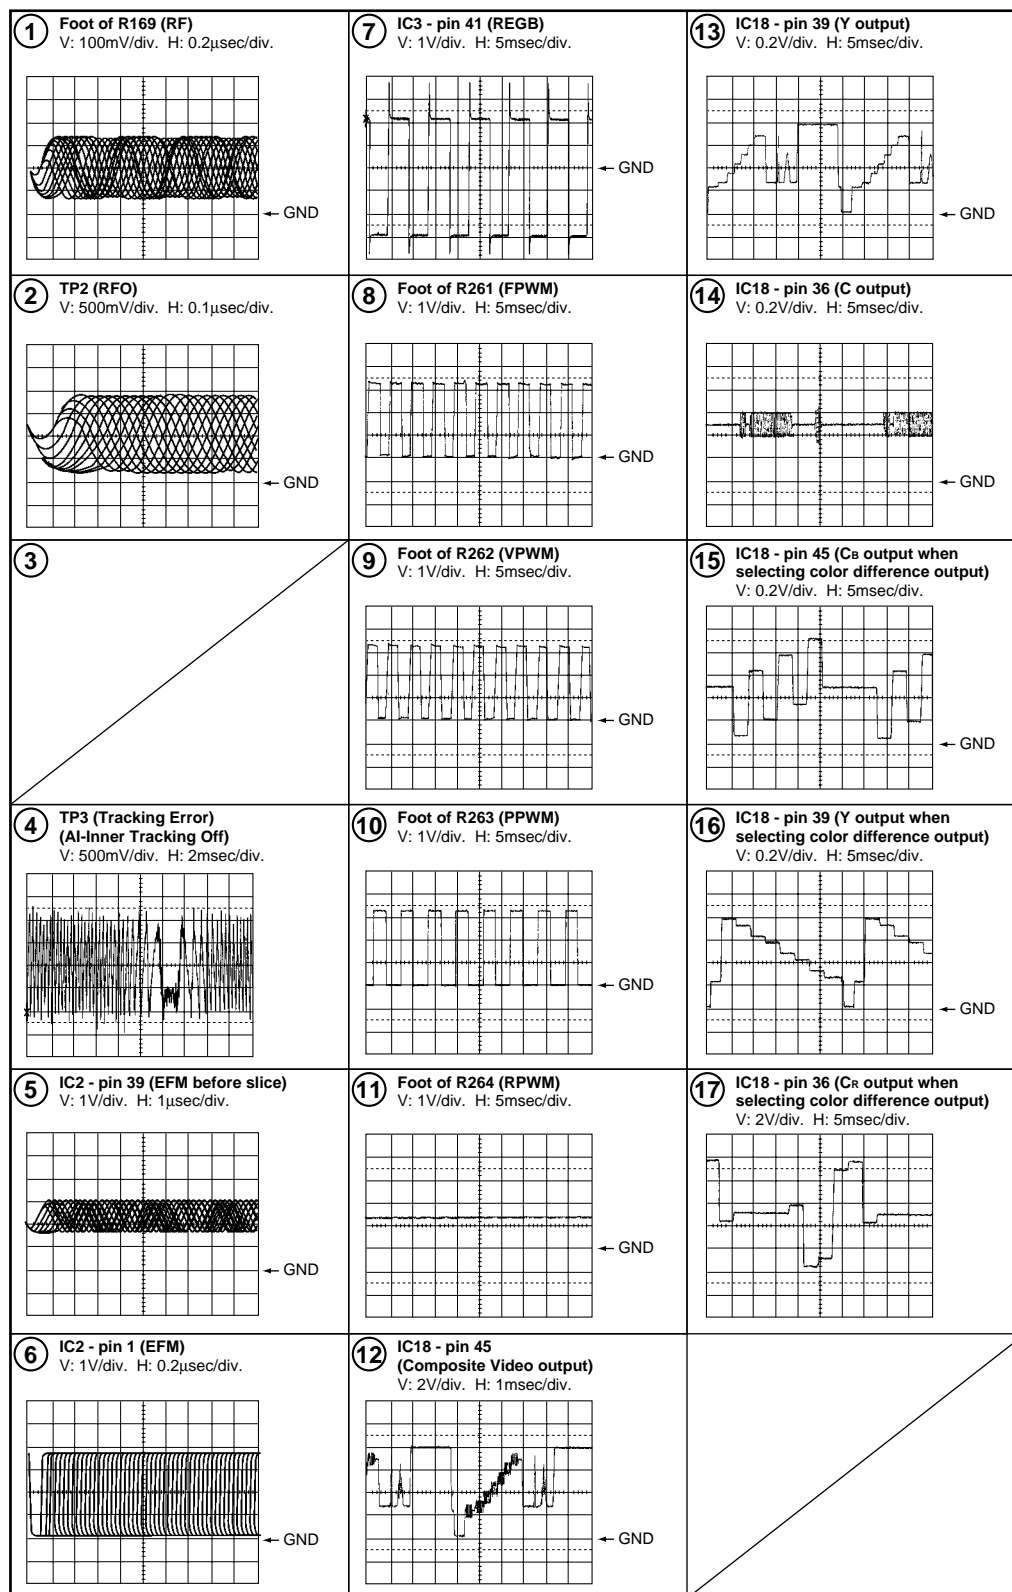 1
Foot of R169 (RF)
V: 100mV/div. H: 0.2µsec/div.
GND
2
TP2 (RFO)
V: 500mV/div. H: 0.1µsec/div.
GND
3
4
TP3 (Tracking Error)
(AI-Inner Tracking Off)
V: 500mV/div. H: 2msec/div.
5
IC2 - pin 39 (EFM before slice)
V: 1V/div. H: 1µsec/div.
GND
6
IC2 - pin 1 (EFM)
V: 1V/div. H: 0.2µsec/div.
GND
7
IC3 - pin 41 (REGB)
V: 1V/div. H: 5msec/div.
GND
8
Foot of R261 (FPWM)
V: 1V/div. H: 5msec/div.
GND
9
Foot of R262 (VPWM)
V: 1V/div. H: 5msec/div.
GND
10
Foot of R263 (PPWM)
V: 1V/div. H: 5msec/div.
GND
11
Foot of R264 (RPWM)
V: 1V/div. H: 5msec/div.
GND
12
IC18 - pin 45
(Composite Video output)
V: 2V/div. H: 1msec/div.
GND
13
IC18 - pin 39 (Y output)
V: 0.2V/div. H: 5msec/div.
GND
14
IC18 - pin 36 (C output)
V: 0.2V/div. H: 5msec/div.
GND
15
IC18 - pin 45 (CB output when
selecting color difference output)
V: 0.2V/div. H: 5msec/div.
GND
16
IC18 - pin 39 (Y output when
selecting color difference output)
V: 0.2V/div. H: 5msec/div.
GND
17
IC18 - pin 36 (CR output when
selecting color difference output)
V: 2V/div. H: 5msec/div.